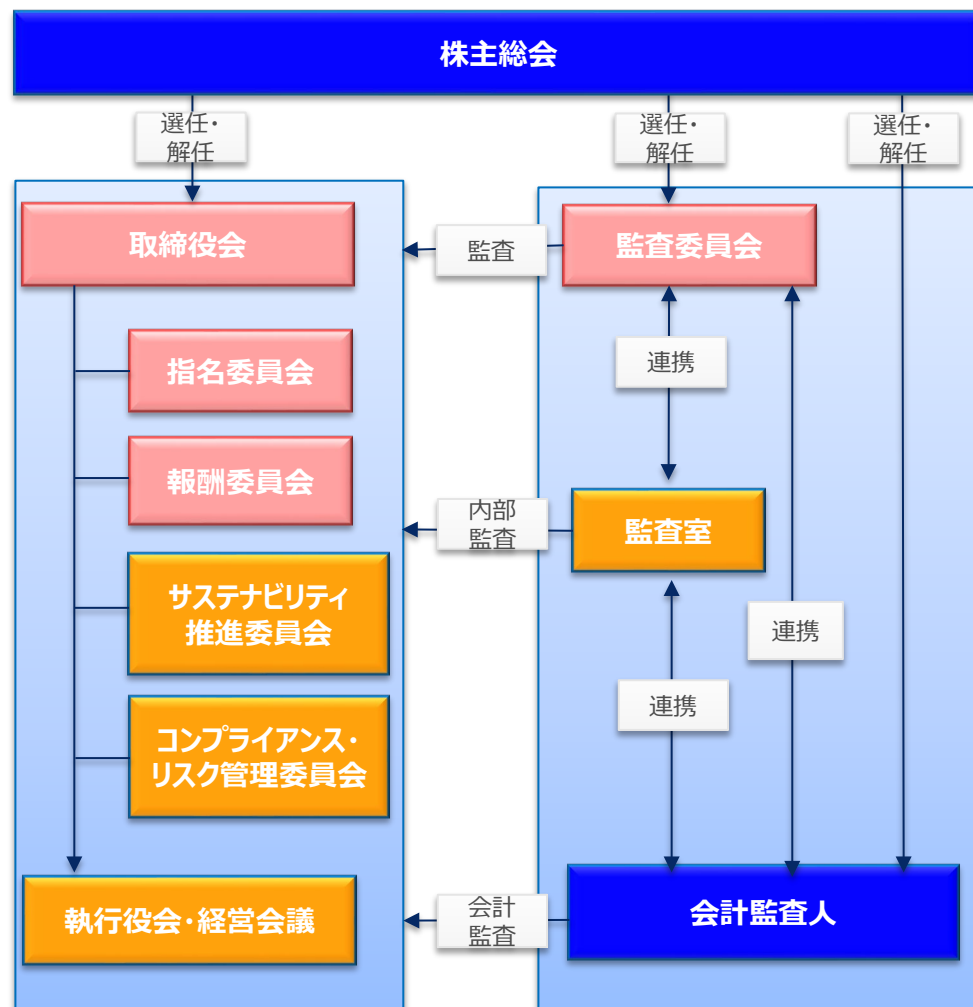 株主総会
選任・
解任
選任・
解任
選任・
解任
取締役会
監査
監査委員会
指名委員会
連携
報酬委員会
内部
監査
監査室
サステナビリティ
推進委員会
連携
連携
コンプライアンス・
リスク管理委員会
執行役会・経営会議
会計
監査
会計監査人